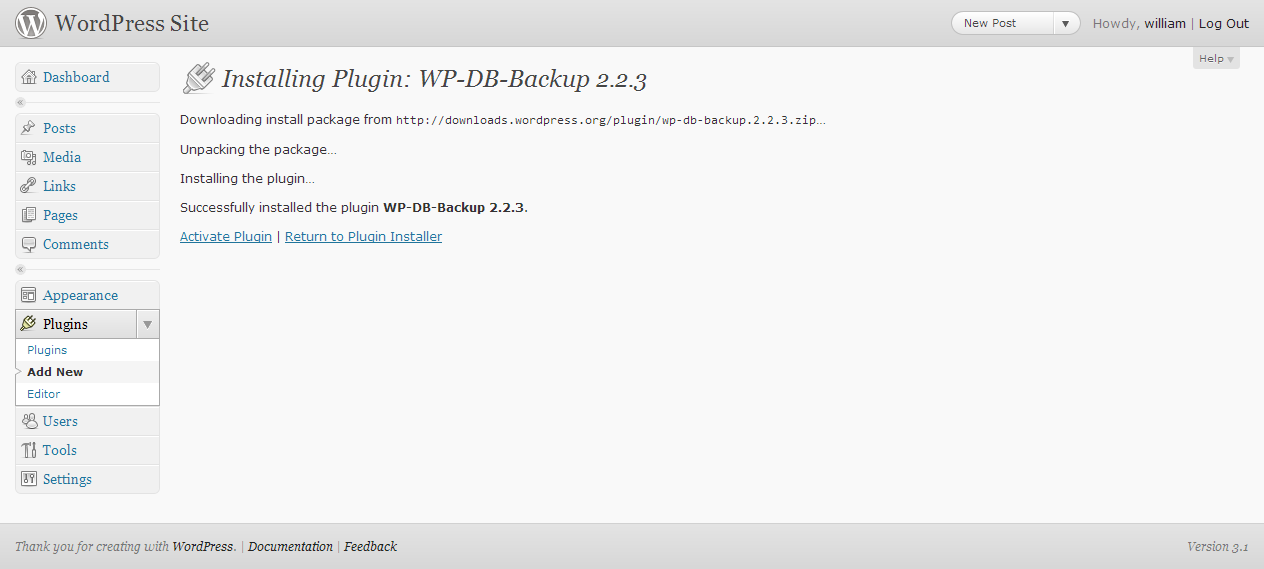 WordPress Site
New Post ▼ Howdy, william | Log Out
Help
Dashboard
Posts
Media
Links
Pages
Comments
Appearance
Plugins
Plugins
Add New
Editor
Users
Tools
Settings
Installing Plugin: WP-DB-Backup 2.2.3
Downloading install package from http://downloads.wordpress.org/plugin/wp-db-backup.2.2.3.zip…
Unpacking the package…
Installing the plugin…
Successfully installed the plugin WP-DB-Backup 2.2.3.
Activate Plugin | Return to Plugin Installer
Thank you for creating with WordPress. | Documentation | Feedback
Version 3.1